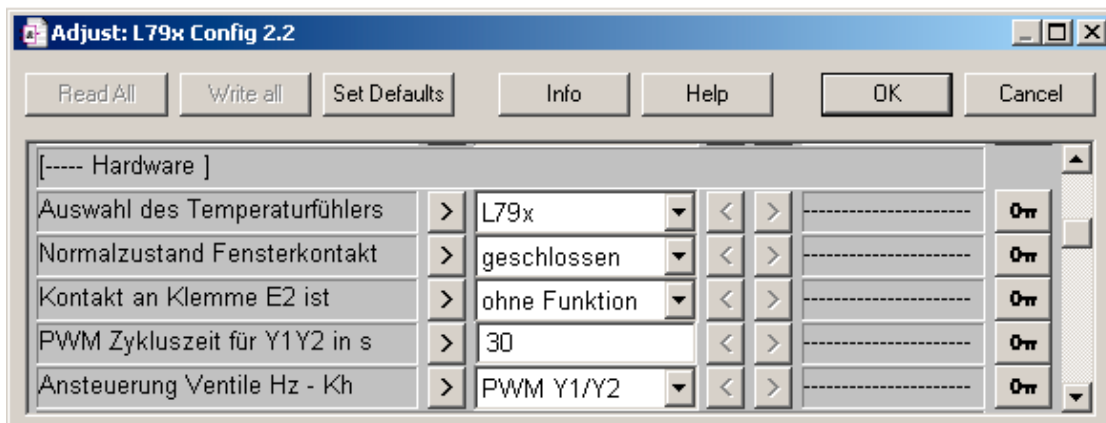 Adjust: L79x Config 2.2
Read All Write all Set Defaults Info Help OK Cancel
[----- Hardware ]
Auswahl des Temperaturfühlers > L79x < > ---------------------
Normalzustand Fensterkontakt > geschlossen < > ---------------------
Kontakt an Klemme E2 ist > ohne Funktion < > ---------------------
PWM Zykluszeit für Y1Y2 in s > 30 < > ---------------------
Ansteuerung Ventile Hz - Kh > PWM Y1/Y2 < > ---------------------